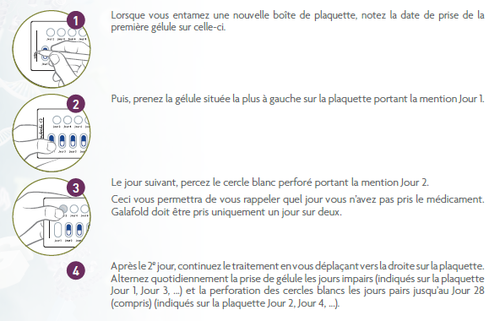 1
Lorsque vous entamez une nouvelle boîte de plaquette, notez la date de prise de la
première gélule sur celle-ci.
2
Puis, prenez la gélule située la plus à gauche sur la plaquette portant la mention Jour 1.
3
Le jour suivant, percez le cercle blanc perforé portant la mention Jour 2.
Ceci vous permettra de vous rappeler quel jour vous n'avez pas pris le médicament.
Galafold doit être pris uniquement un jour sur deux.
4
Après le 2e jour, continuez le traitement en vous déplaçant vers la droite sur la plaquette.
Alternez quotidiennement la prise de gélule les jours impairs (indiqués sur la plaquette
Jour 1, Jour 3, ...) et la perforation des cercles blancs les jours pairs jusqu'au Jour 28
(compris) (indiqués sur la plaquette Jour 2, Jour 4, ...).